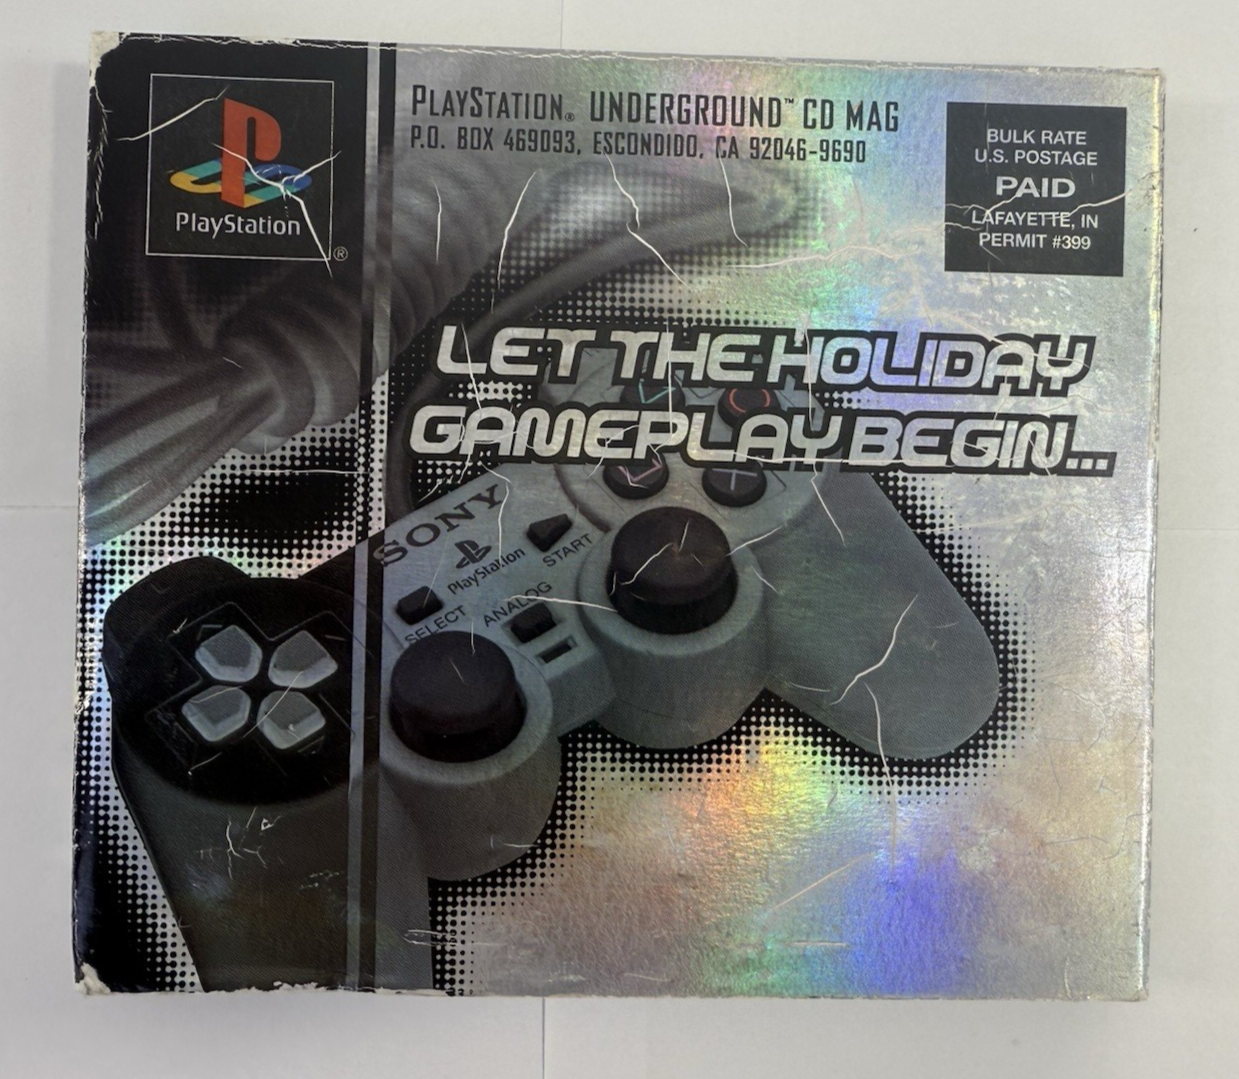 PlayStation
®
PLAYSTATION® UNDERGROUND™ CD MAG
P.O. BOX 469093, ESCONDIDO, CA 92046-9690
BULK RATE
U.S. POSTAGE
PAID
LAFAYETTE, IN
PERMIT #399
LET THE HOLIDAY
GAMEPLAY BEGIN...
SONY
PlayStation
START
SELECT
ANALOG